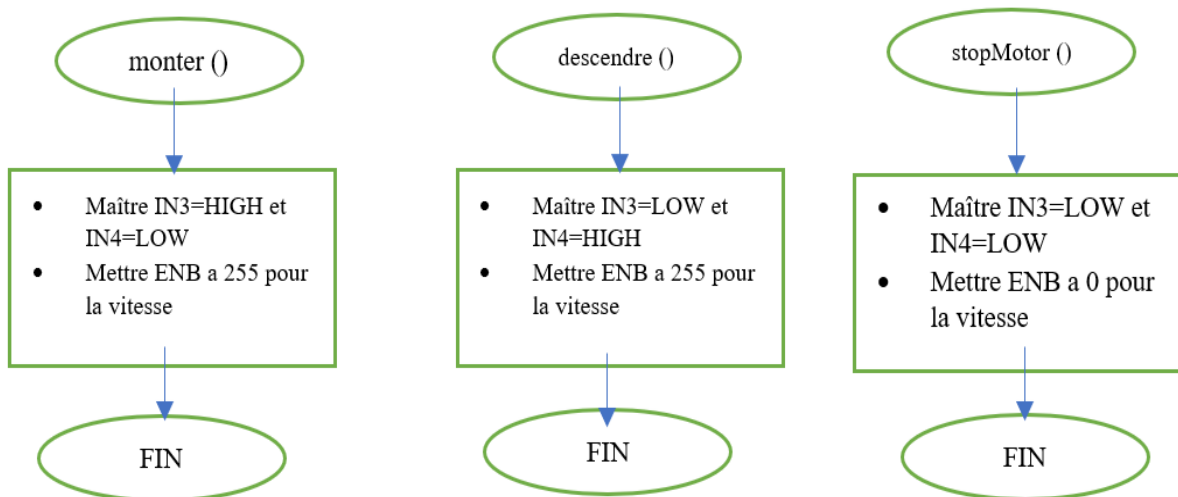 monter ()
• Maître IN3=HIGH et
IN4=LOW
• Mettre ENB a 255 pour
la vitesse
FIN
descendre ()
• Maître IN3=LOW et
IN4=HIGH
• Mettre ENB a 255 pour
la vitesse
FIN
stopMotor ()
• Maître IN3=LOW et
IN4=LOW
• Mettre ENB a 0 pour
la vitesse
FIN